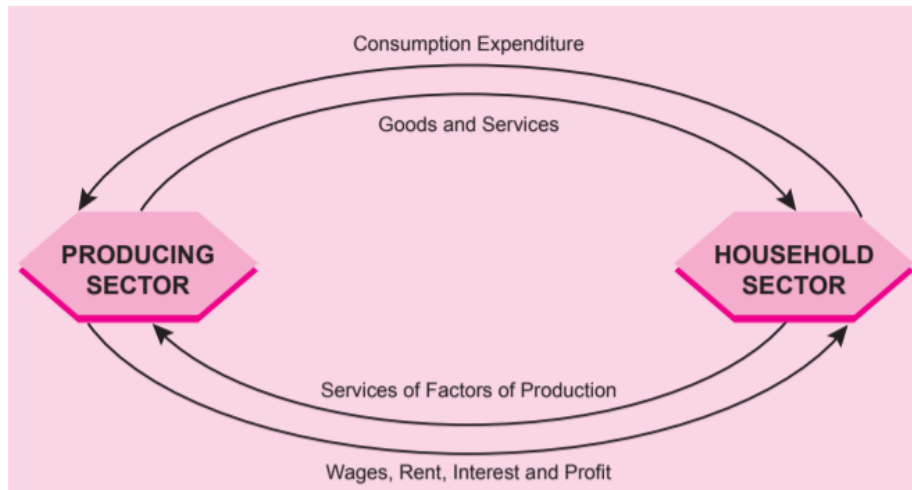 Consumption Expenditure
Goods and Services
PRODUCING
SECTOR
HOUSEHOLD
SECTOR
Services of Factors of Production
Wages, Rent, Interest and Profit